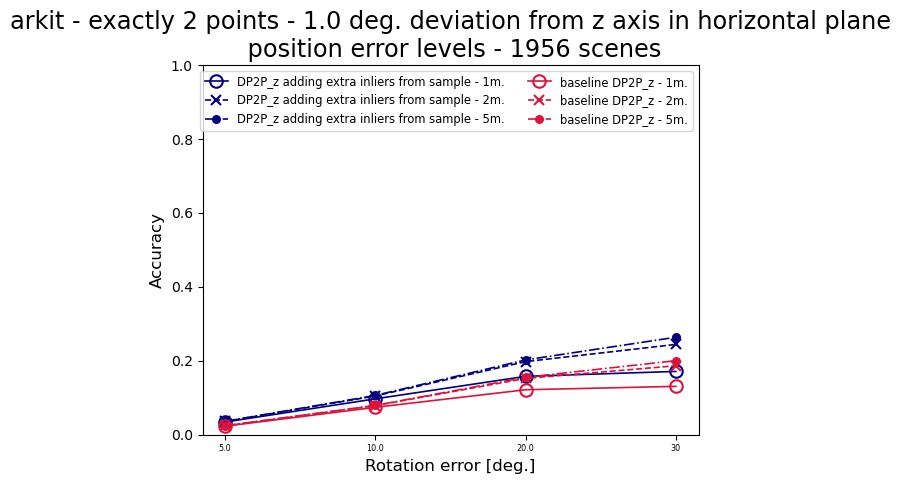 arkit - exactly 2 points - 1.0 deg. deviation from z axis in horizontal plane
position error levels - 1956 scenes
DP2P_z adding extra inliers from sample - 1m.
DP2P_z adding extra inliers from sample - 2m.
DP2P_z adding extra inliers from sample - 5m.
baseline DP2P_z - 1m.
baseline DP2P_z - 2m.
baseline DP2P_z - 5m.
1.0
0.8
0.6
0.4
0.2
0.0
Accuracy
5.0
10.0
20.0
30
Rotation error [deg.]